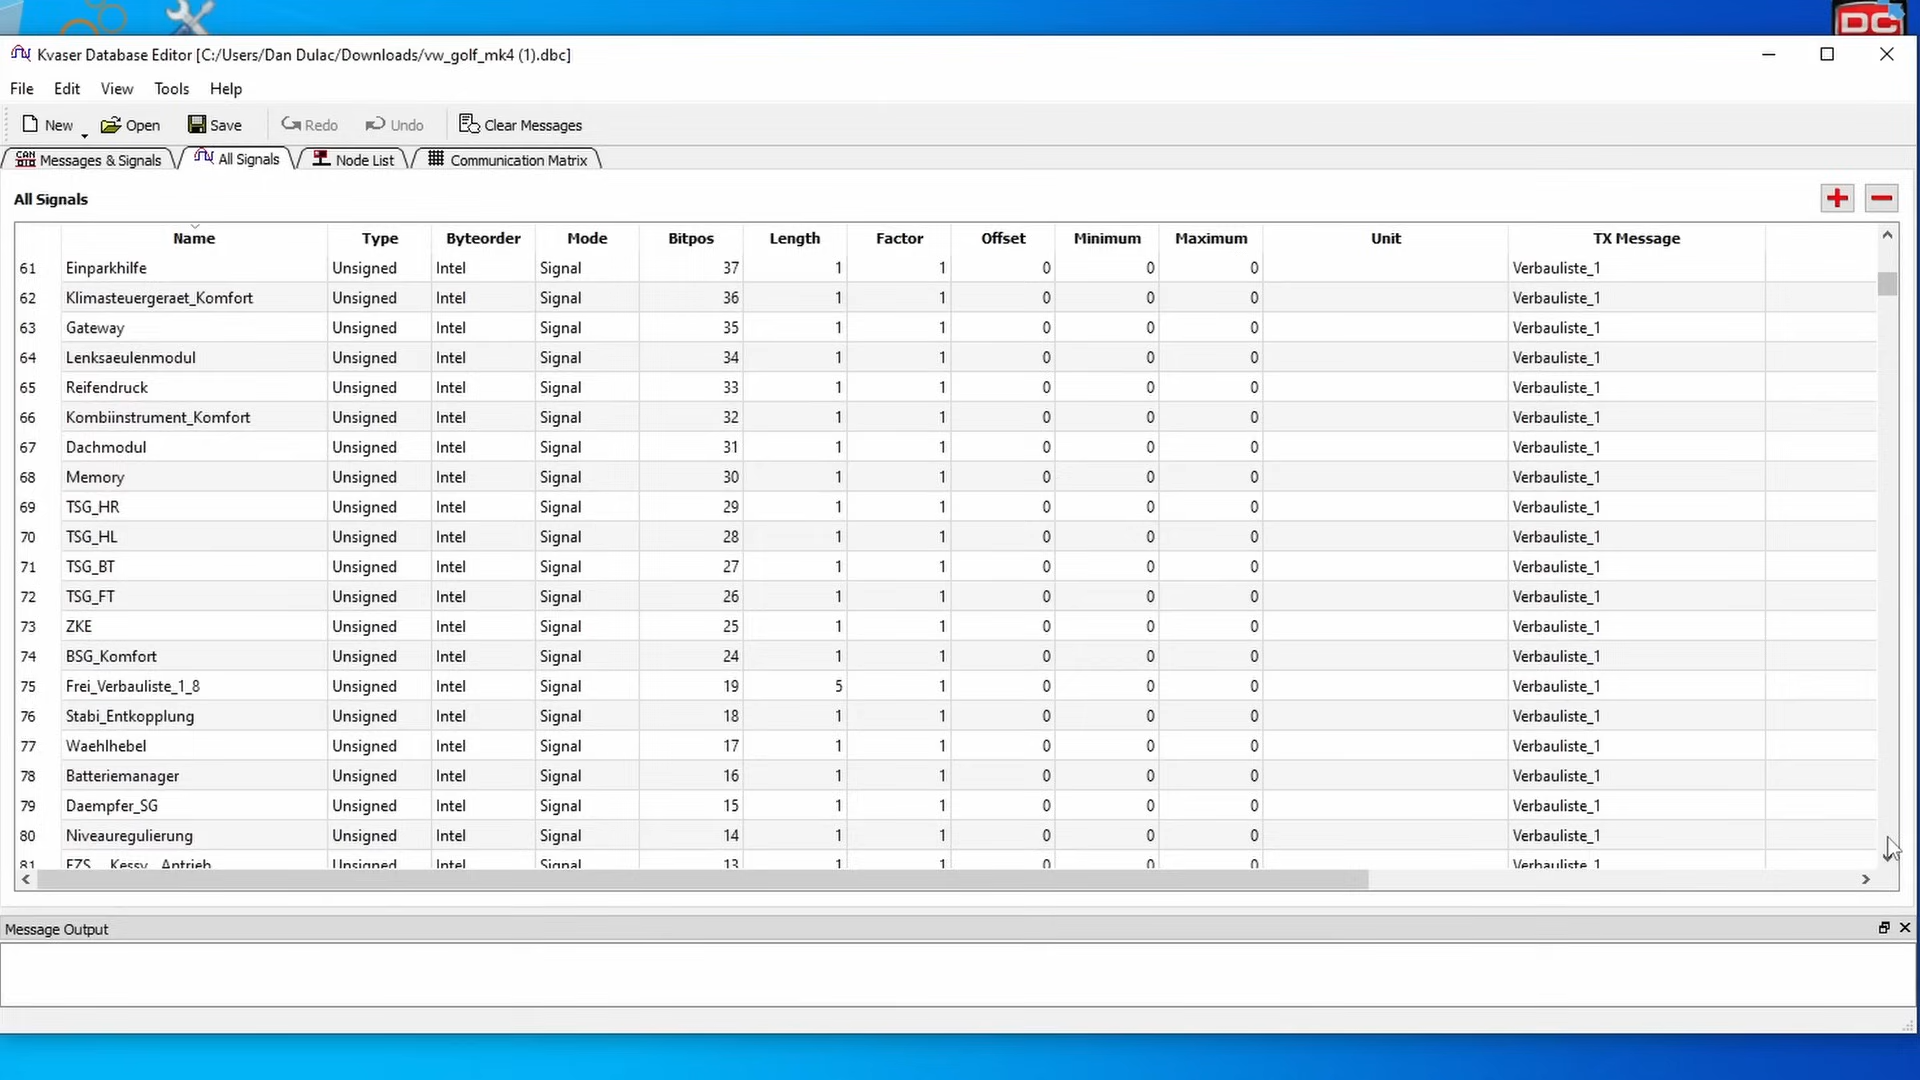 DC
Kvaser Database Editor [C:/Users/Dan Dulac/Downloads/vw_golf_mk4 (1).dbc]
File Edit View Tools Help
New Open Save Redo Undo Clear Messages
CAN Messages & Signals All Signals Node List Communication Matrix
All Signals
Name Type Byteorder Mode Bitpos Length Factor Offset Minimum Maximum Unit TX Message
61 Einparkhilfe Unsigned Intel Signal 37 1 1 0 0 0 Verbauliste_1
62 Klimasteuergeraet_Komfort Unsigned Intel Signal 36 1 1 0 0 0 Verbauliste_1
63 Gateway Unsigned Intel Signal 35 1 1 0 0 0 Verbauliste_1
64 Lenksaeulenmodul Unsigned Intel Signal 34 1 1 0 0 0 Verbauliste_1
65 Reifendruck Unsigned Intel Signal 33 1 1 0 0 0 Verbauliste_1
66 Kombiinstrument_Komfort Unsigned Intel Signal 32 1 1 0 0 0 Verbauliste_1
67 Dachmodul Unsigned Intel Signal 31 1 1 0 0 0 Verbauliste_1
68 Memory Unsigned Intel Signal 30 1 1 0 0 0 Verbauliste_1
69 TSG_HR Unsigned Intel Signal 29 1 1 0 0 0 Verbauliste_1
70 TSG_HL Unsigned Intel Signal 28 1 1 0 0 0 Verbauliste_1
71 TSG_BT Unsigned Intel Signal 27 1 1 0 0 0 Verbauliste_1
72 TSG_FT Unsigned Intel Signal 26 1 1 0 0 0 Verbauliste_1
73 ZKE Unsigned Intel Signal 25 1 1 0 0 0 Verbauliste_1
74 BSG_Komfort Unsigned Intel Signal 24 1 1 0 0 0 Verbauliste_1
75 Frei_Verbauliste_1_8 Unsigned Intel Signal 19 5 1 0 0 0 Verbauliste_1
76 Stabi_Entkopplung Unsigned Intel Signal 18 1 1 0 0 0 Verbauliste_1
77 Waehlhebel Unsigned Intel Signal 17 1 1 0 0 0 Verbauliste_1
78 Batteriemanager Unsigned Intel Signal 16 1 1 0 0 0 Verbauliste_1
79 Daempfer_SG Unsigned Intel Signal 15 1 1 0 0 0 Verbauliste_1
80 Niveauregulierung Unsigned Intel Signal 14 1 1 0 0 0 Verbauliste_1
81 EZS__Kessy__Antrieb Unsigned Intel Signal 13 1 1 0 0 0 Verbauliste_1
Message Output